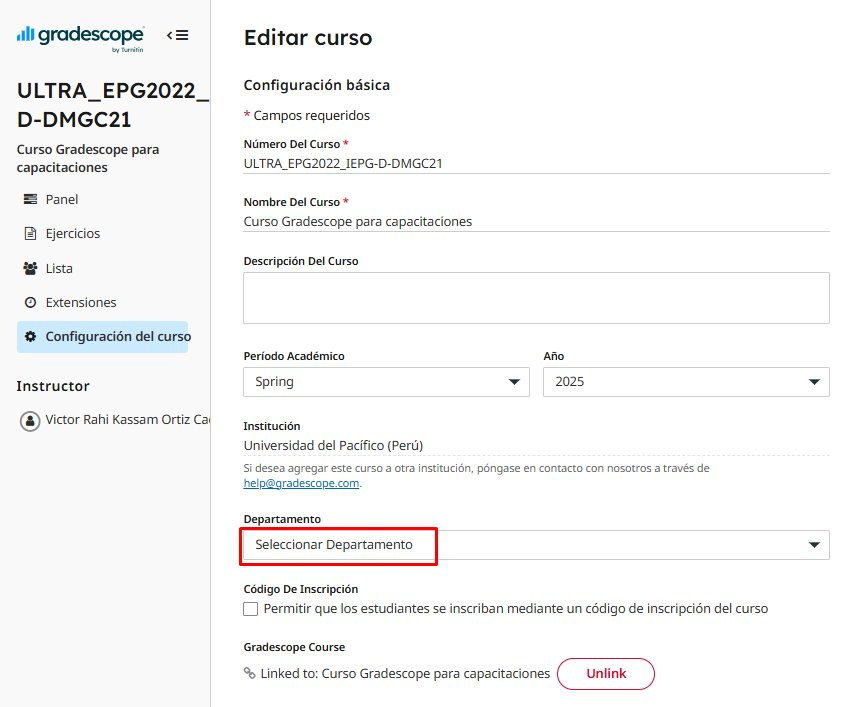 gradescope
by Turnitin
ULTRA_EPG2022_
D-DMGC21
Curso Gradescope para
capacitaciones
Panel
Ejercicios
Lista
Extensiones
Configuración del curso
Instructor
Victor Rahi Kassam Ortiz Ca
Editar curso
Configuración básica
* Campos requeridos
Número Del Curso *
ULTRA_EPG2022_IEPG-D-DMGC21
Nombre Del Curso *
Curso Gradescope para capacitaciones
Descripción Del Curso
Período Académico
Spring
Año
2025
Institución
Universidad del Pacífico (Perú)
Si desea agregar este curso a otra institución, póngase en contacto con nosotros a través de
help@gradescope.com.
Departamento
Seleccionar Departamento
Código De Inscripción
Permitir que los estudiantes se inscriban mediante un código de inscripción del curso
Gradescope Course
Linked to: Curso Gradescope para capacitaciones
Unlink